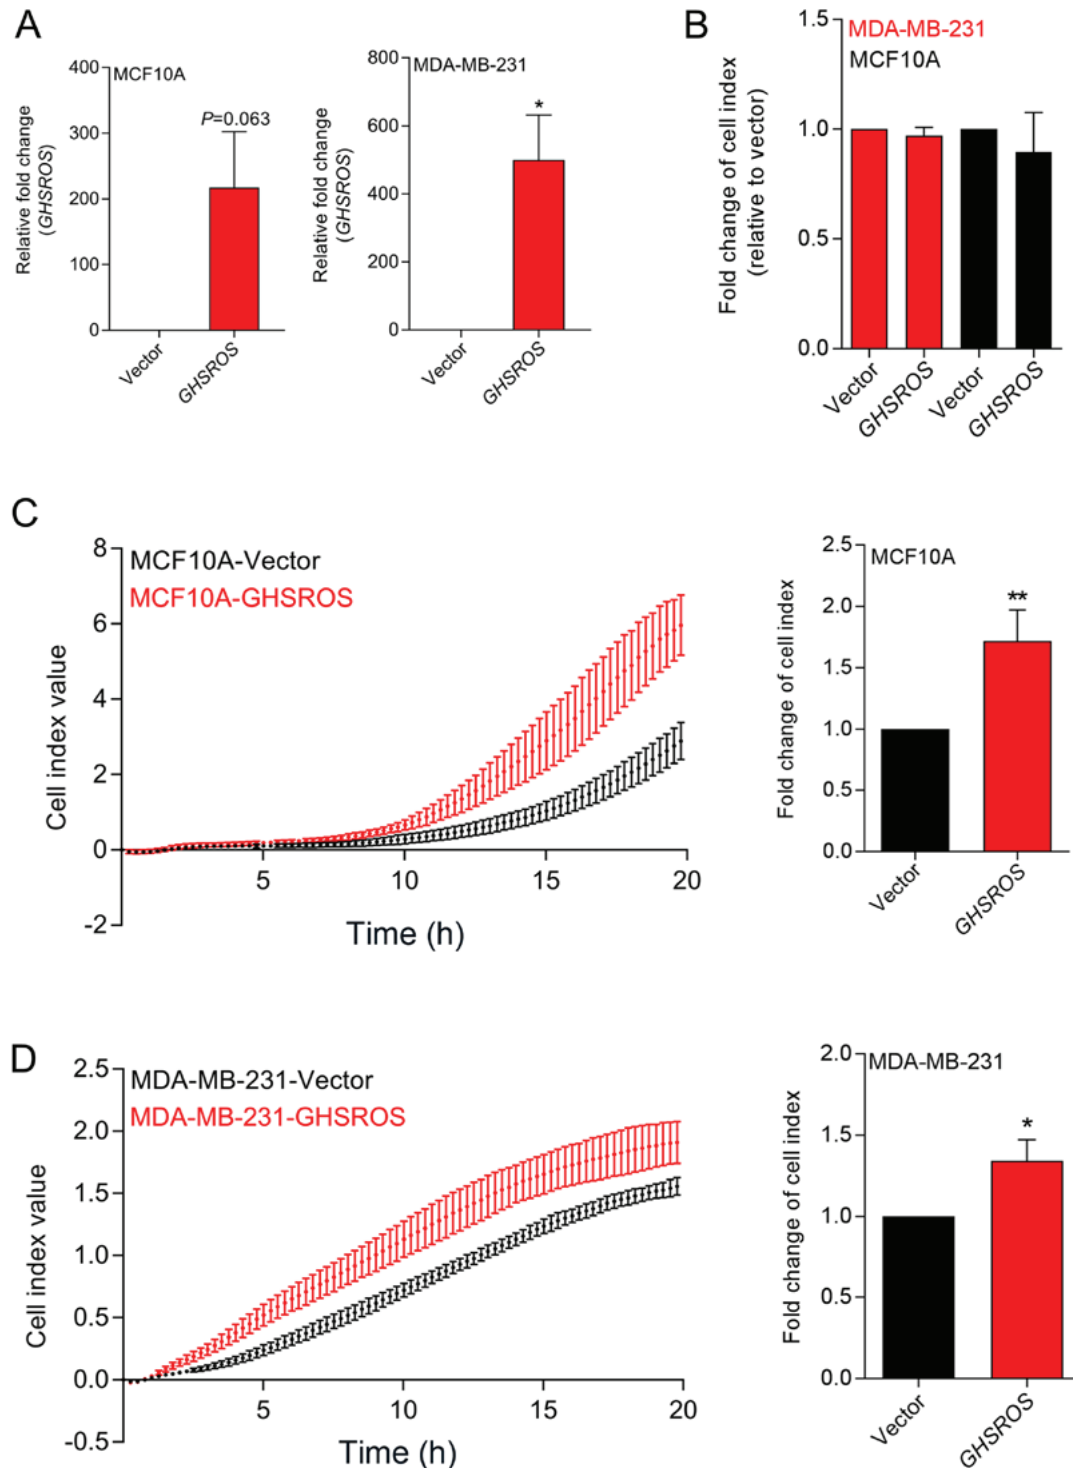 A
400
300
200
100
0
Relative fold change
(GHSROS)
MCF10A
P=0.063
Vector
GHSROS
800
600
400
200
0
Relative fold change
(GHSROS)
MDA-MB-231
*
Vector
GHSROS
B
1.5
1.0
0.5
0.0
Fold change of cell index
(relative to vector)
MDA-MB-231
MCF10A
Vector
GHSROS
Vector
GHSROS
C
8
6
4
2
0
-2
Cell index value
MCF10A-Vector
MCF10A-GHSROS
5
10
15
20
Time (h)
2.5
2.0
1.5
1.0
0.5
0.0
Fold change of cell index
MCF10A
**
Vector
GHSROS
D
2.5
2.0
1.5
1.0
0.5
0.0
-0.5
Cell index value
MDA-MB-231-Vector
MDA-MB-231-GHSROS
5
10
15
20
Time (h)
2.0
1.5
1.0
0.5
0.0
Fold change of cell index
MDA-MB-231
*
Vector
GHSROS